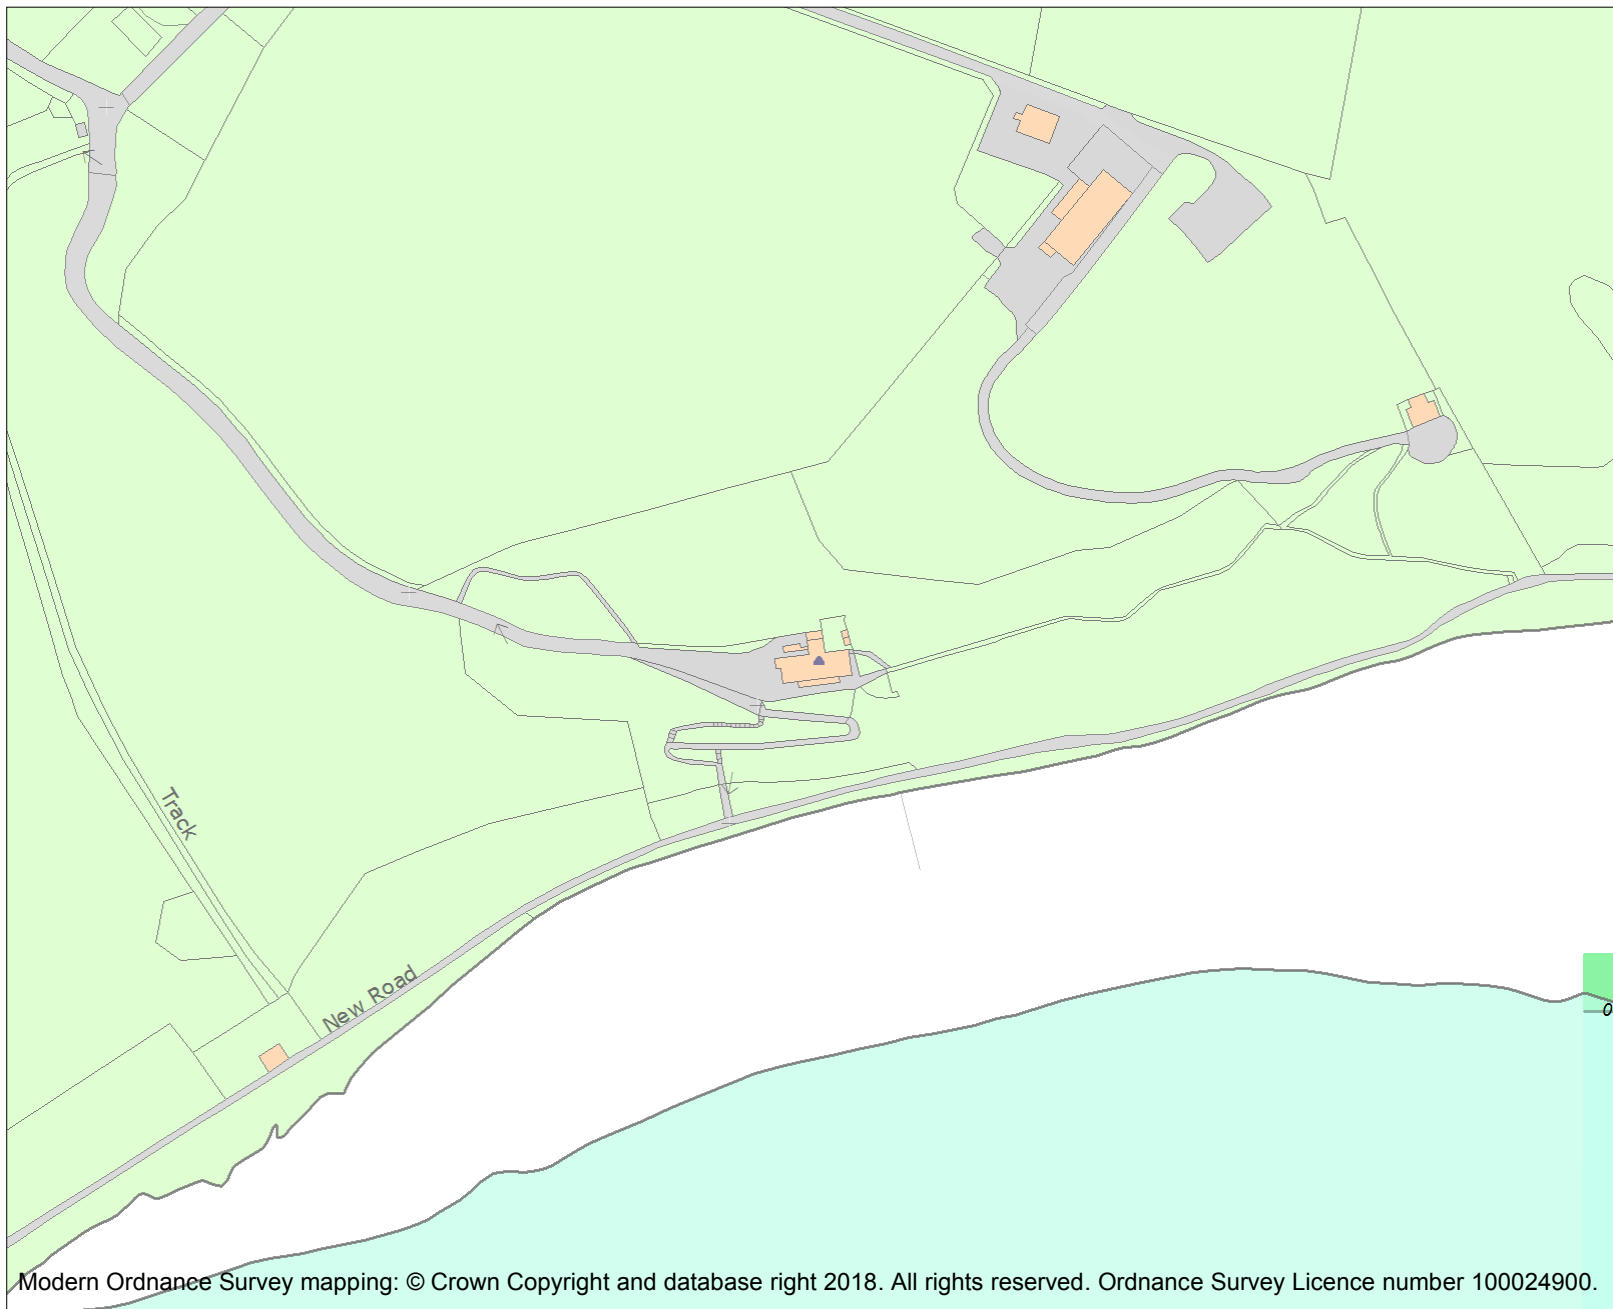 Track
New Road
0
Modern Ordnance Survey mapping: © Crown Copyright and database right 2018. All rights reserved. Ordnance Survey Licence number 100024900.